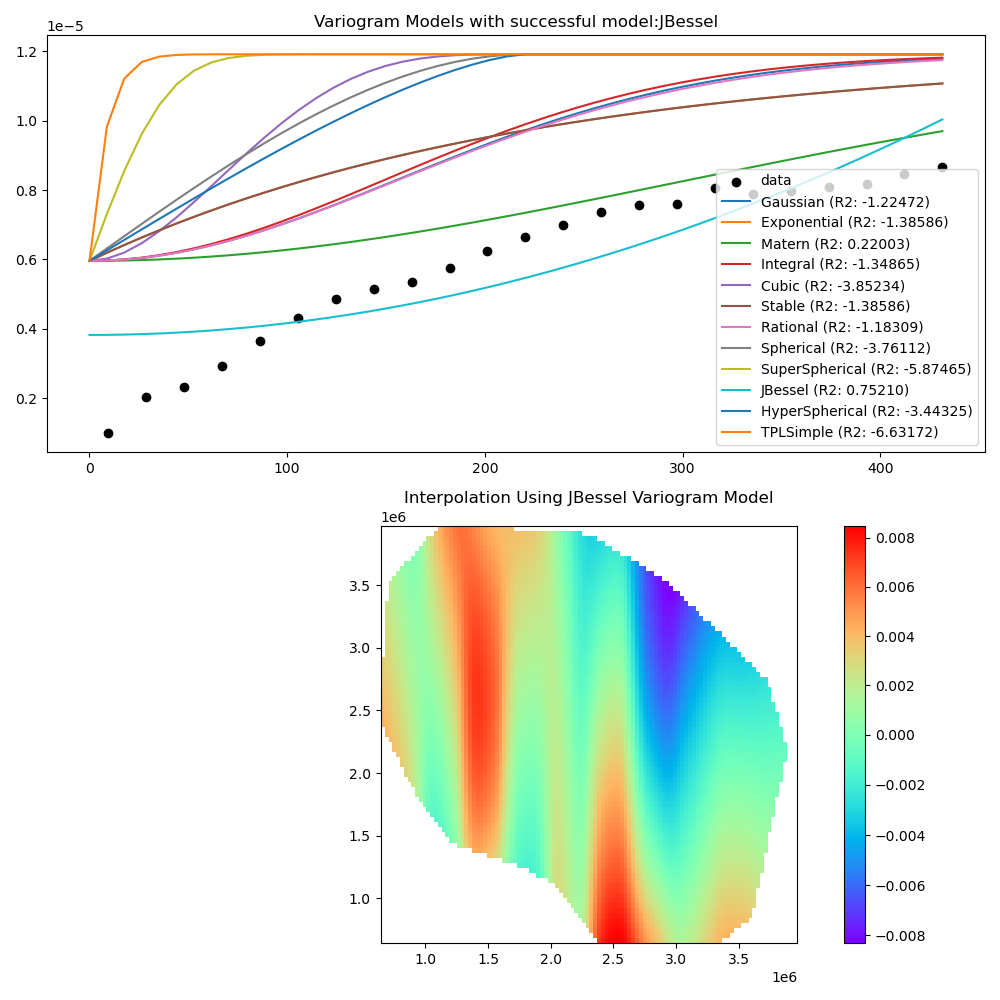 Variogram Models with successful model:JBessel
1e−5
1.2
1.0
0.8
0.6
0.4
0.2
0
100
200
300
400
data
Gaussian (R2: -1.22472)
Exponential (R2: -1.38586)
Matern (R2: 0.22003)
Integral (R2: -1.34865)
Cubic (R2: -3.85234)
Stable (R2: -1.38586)
Rational (R2: -1.18309)
Spherical (R2: -3.76112)
SuperSpherical (R2: -5.87465)
JBessel (R2: 0.75210)
HyperSpherical (R2: -3.44325)
TPLSimple (R2: -6.63172)
Interpolation Using JBessel Variogram Model
1e6
3.5
3.0
2.5
2.0
1.5
1.0
1.0
1.5
2.0
2.5
3.0
3.5
1e6
0.008
0.006
0.004
0.002
0.000
−0.002
−0.004
−0.006
−0.008